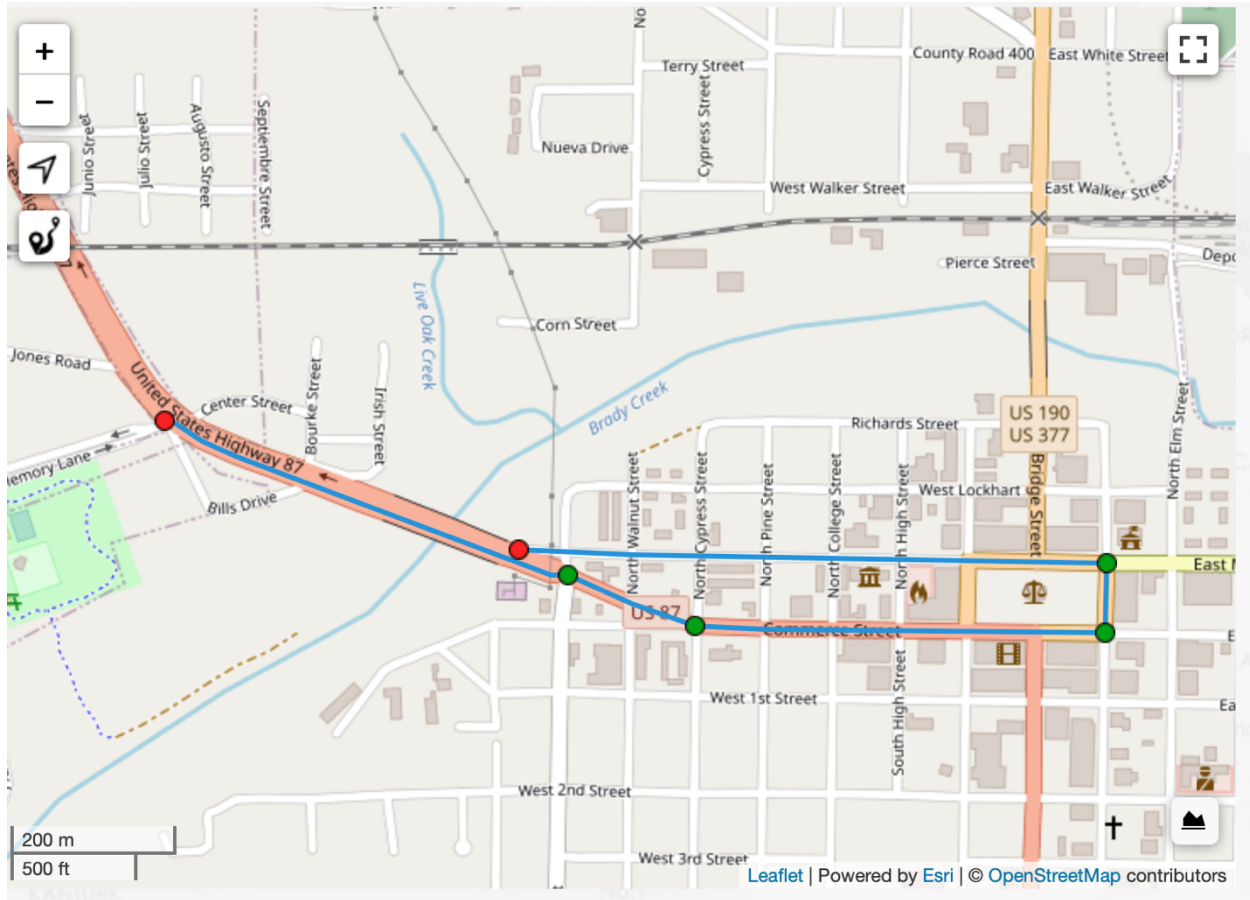 +
−
No
Terry Street
County Road 400
East White Street
Cypress Street
Nueva Drive
Junio Street
Julio Street
Augusto Street
Septiembre Street
West Walker Street
East Walker Street
Pierce Street
Depo
Live Oak Creek
Corn Street
Jones Road
United States Highway 87
Center Street
Bourke Street
Irish Street
Brady Creek
Richards Street
US 190
US 377
North Elm Street
Memory Lane
Bills Drive
North Walnut Street
North Cypress Street
North Pine Street
North College Street
North High Street
West Lockhart
Bridge Street
East M
US 87
Commerce Street
E
West 1st Street
Ea
South High Street
West 2nd Street
West 3rd Street
200 m
500 ft
Leaflet | Powered by Esri | © OpenStreetMap contributors